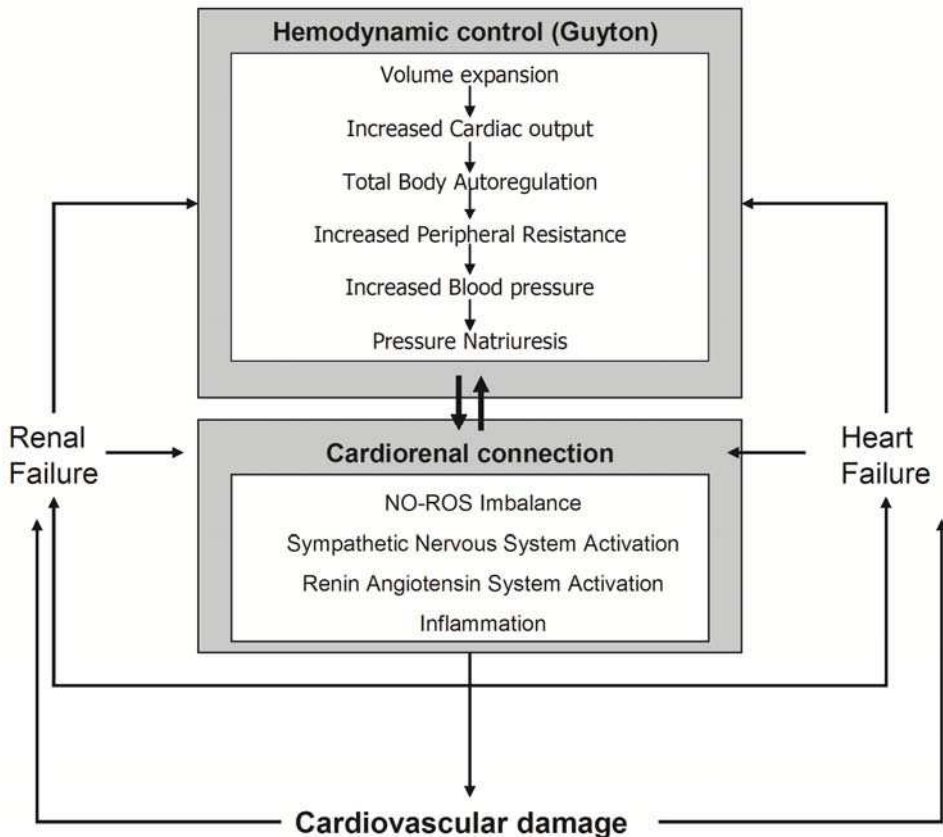 Hemodynamic control (Guyton)
Volume expansion
Increased Cardiac output
Total Body Autoregulation
Increased Peripheral Resistance
Increased Blood pressure
Pressure Natriuresis
Renal
Failure
Cardiorenal connection
NO-ROS Imbalance
Sympathetic Nervous System Activation
Renin Angiotensin System Activation
Inflammation
Heart
Failure
Cardiovascular damage